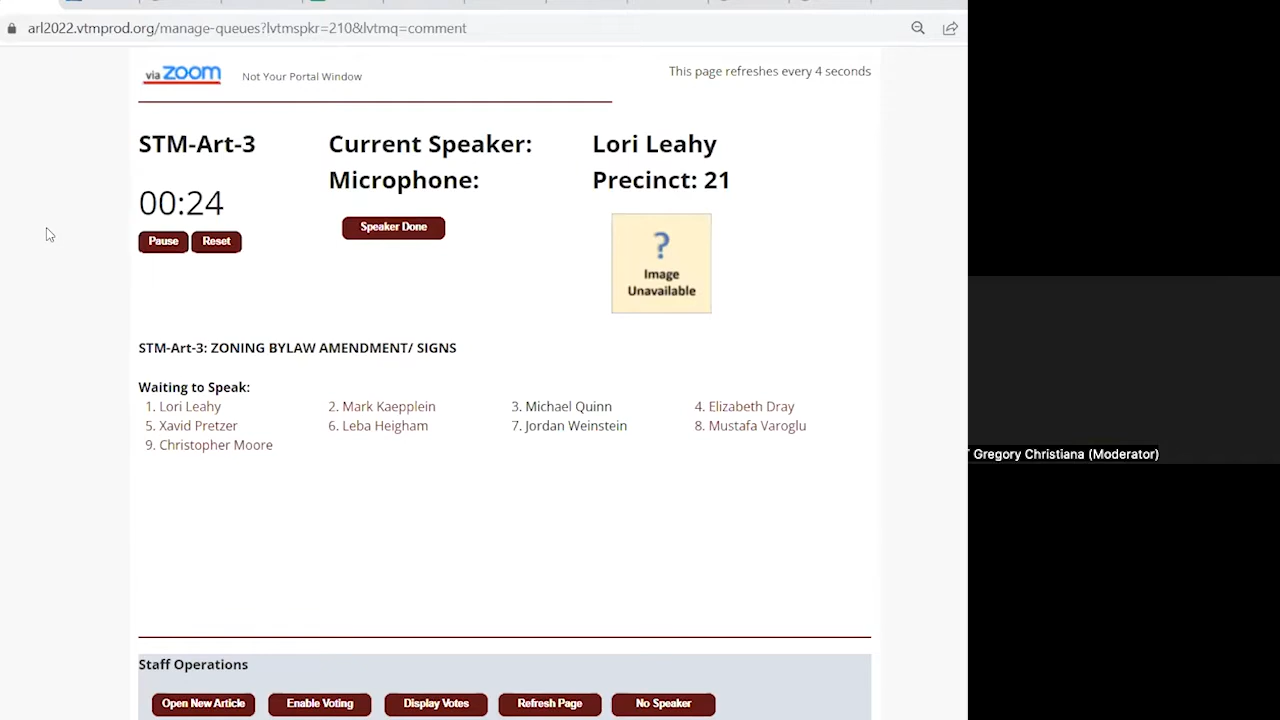 arl2022.vtmprod.org/manage-queues?lvtmspkr=210&lvtmq=comment
via zoom Not Your Portal Window This page refreshes every 4 seconds
STM-Art-3 Current Speaker: Lori Leahy
Microphone: Precinct: 21
00:24
Pause Reset Speaker Done
?
Image
Unavailable
STM-Art-3: ZONING BYLAW AMENDMENT/ SIGNS
Waiting to Speak:
1. Lori Leahy 2. Mark Kaepplein 3. Michael Quinn 4. Elizabeth Dray
5. Xavid Pretzer 6. Leba Heigham 7. Jordan Weinstein 8. Mustafa Varoglu
9. Christopher Moore
Gregory Christiana (Moderator)
Staff Operations
Open New Article Enable Voting Display Votes Refresh Page No Speaker